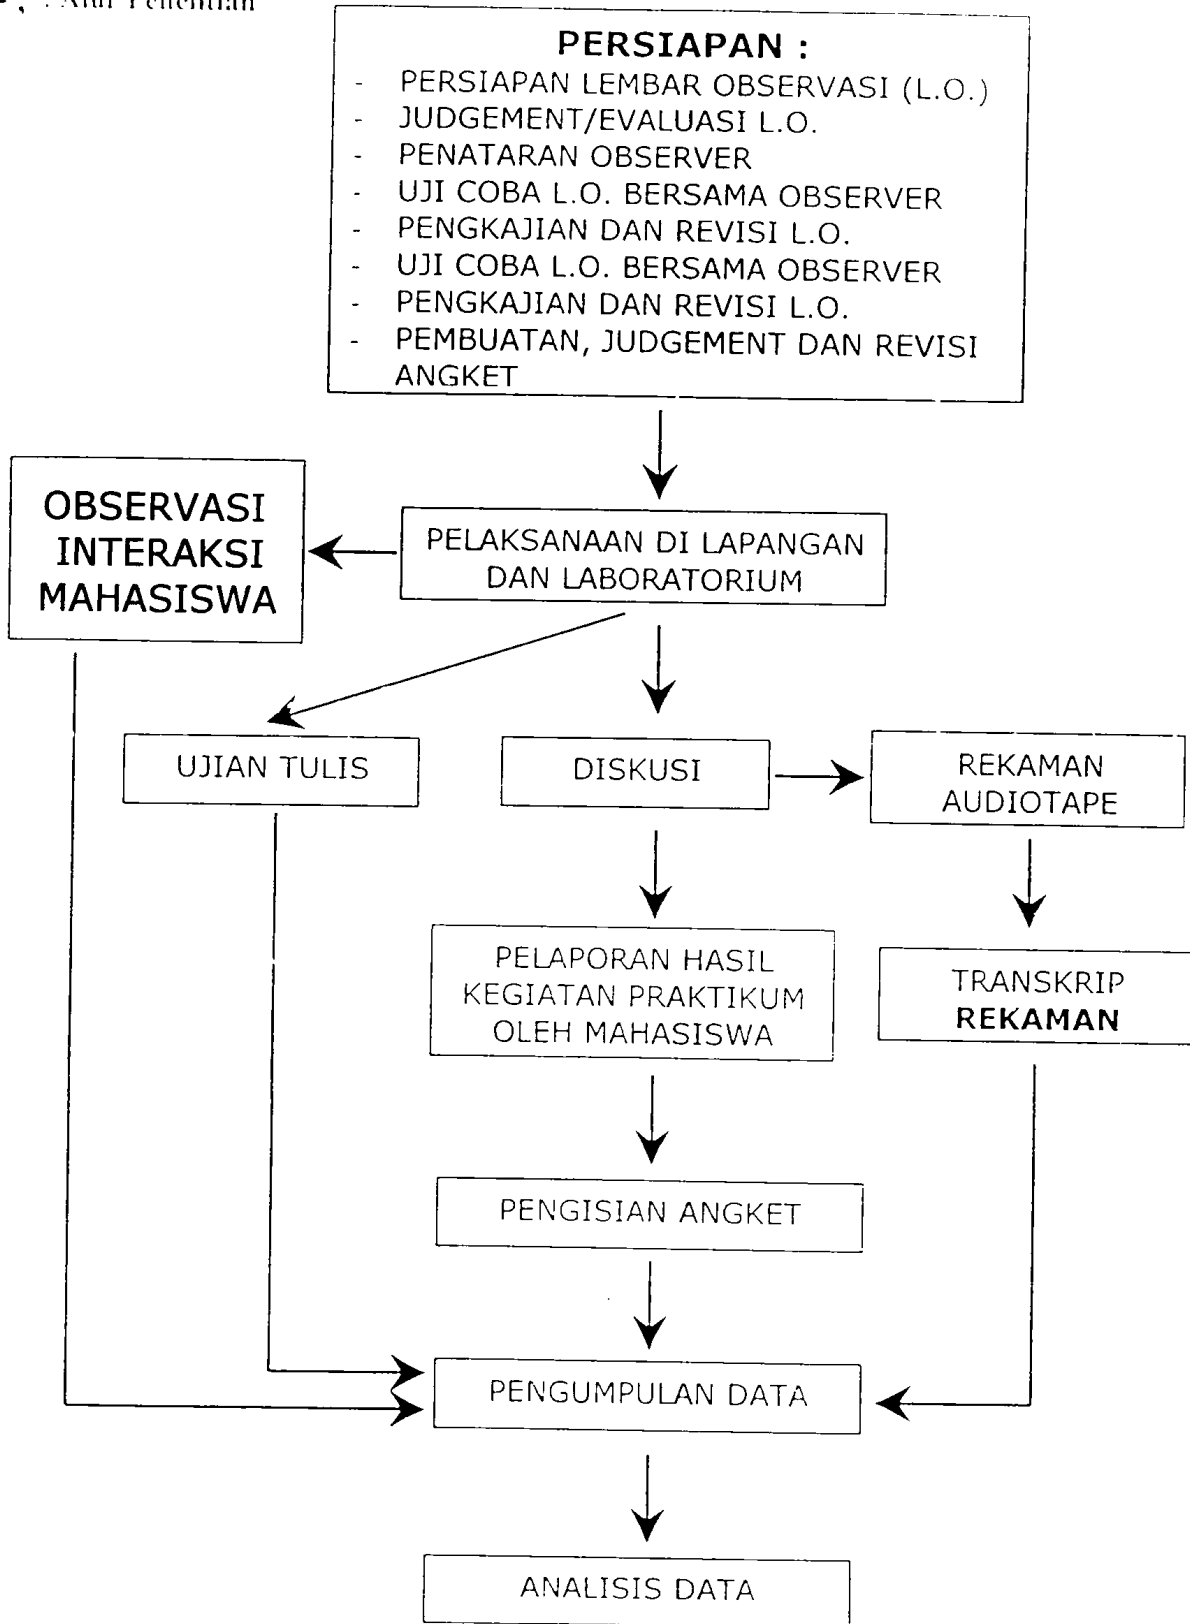 : Alur Penelitian
PERSIAPAN :
- PERSIAPAN LEMBAR OBSERVASI (L.O.)
- JUDGEMENT/EVALUASI L.O.
- PENATARAN OBSERVER
- UJI COBA L.O. BERSAMA OBSERVER
- PENGKAJIAN DAN REVISI L.O.
- UJI COBA L.O. BERSAMA OBSERVER
- PENGKAJIAN DAN REVISI L.O.
- PEMBUATAN, JUDGEMENT DAN REVISI
ANGKET
OBSERVASI
INTERAKSI
MAHASISWA
PELAKSANAAN DI LAPANGAN
DAN LABORATORIUM
UJIAN TULIS
DISKUSI
REKAMAN
AUDIOTAPE
PELAPORAN HASIL
KEGIATAN PRAKTIKUM
OLEH MAHASISWA
TRANSKRIP
REKAMAN
PENGISIAN ANGKET
PENGUMPULAN DATA
ANALISIS DATA